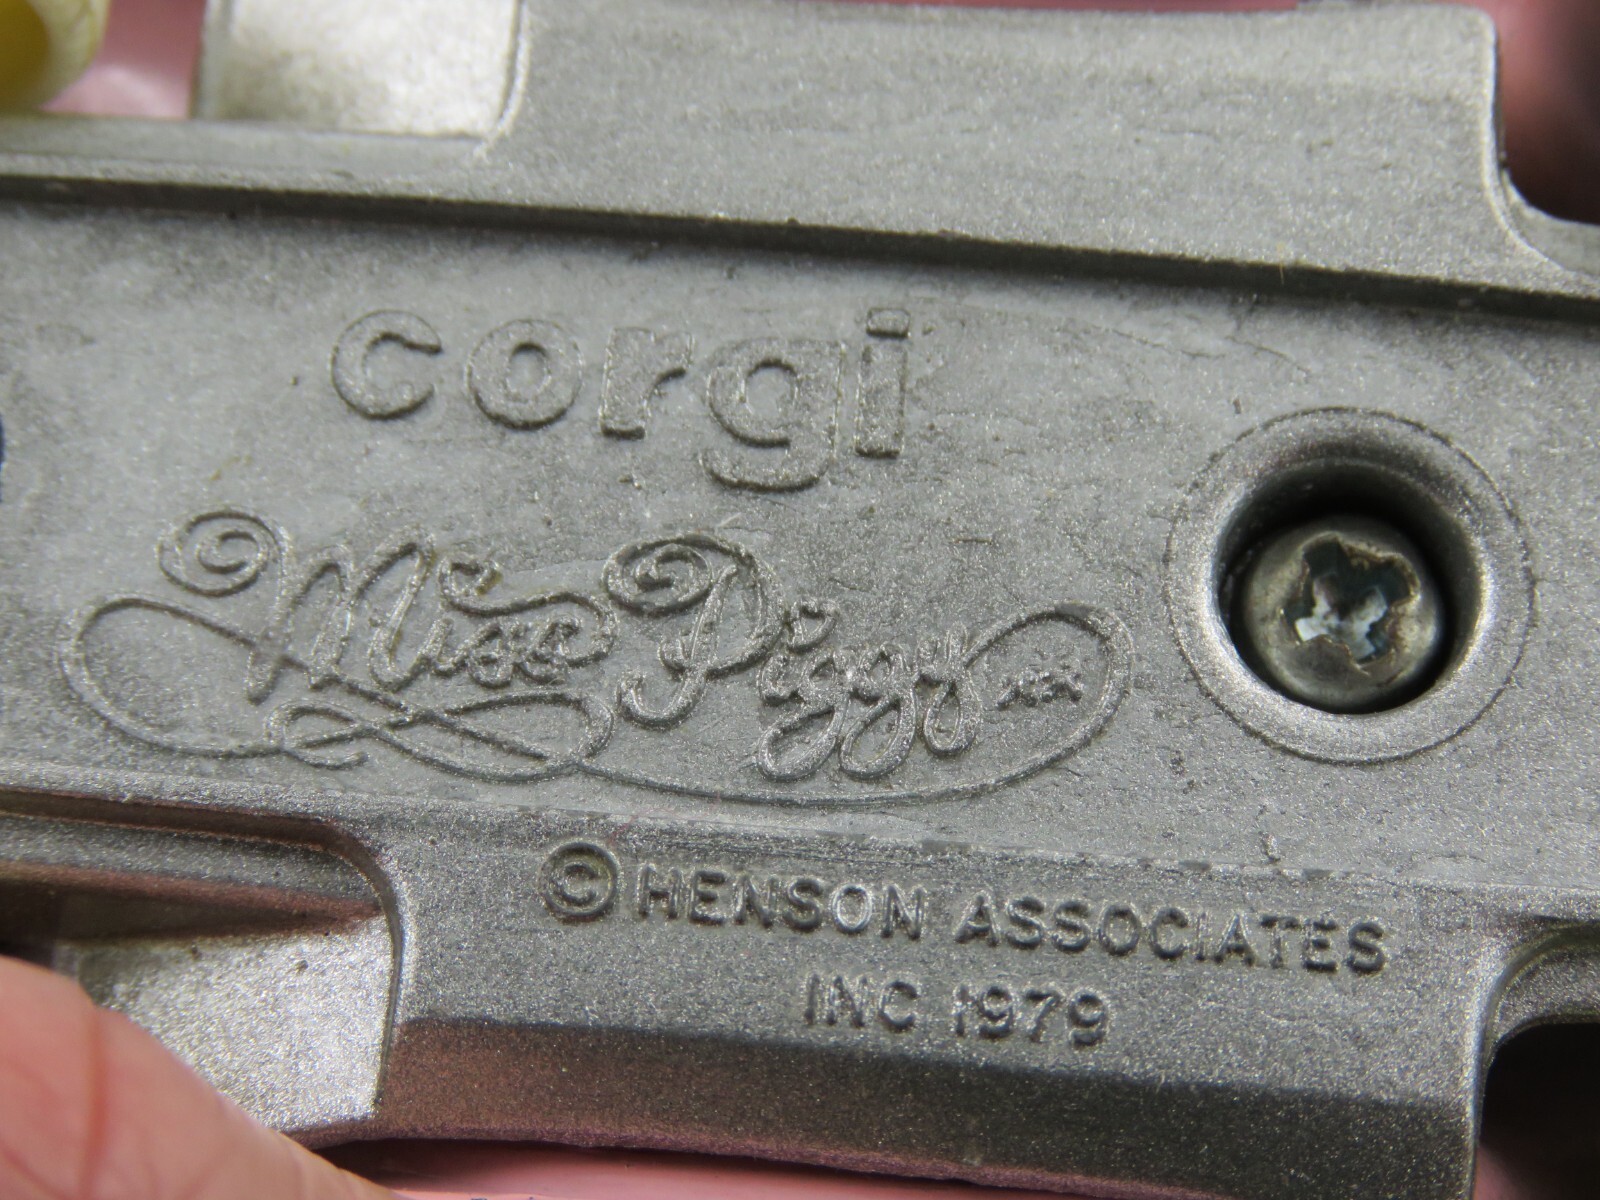 corgi
Miss Piggy
© HENSON ASSOCIATES
INC 1979